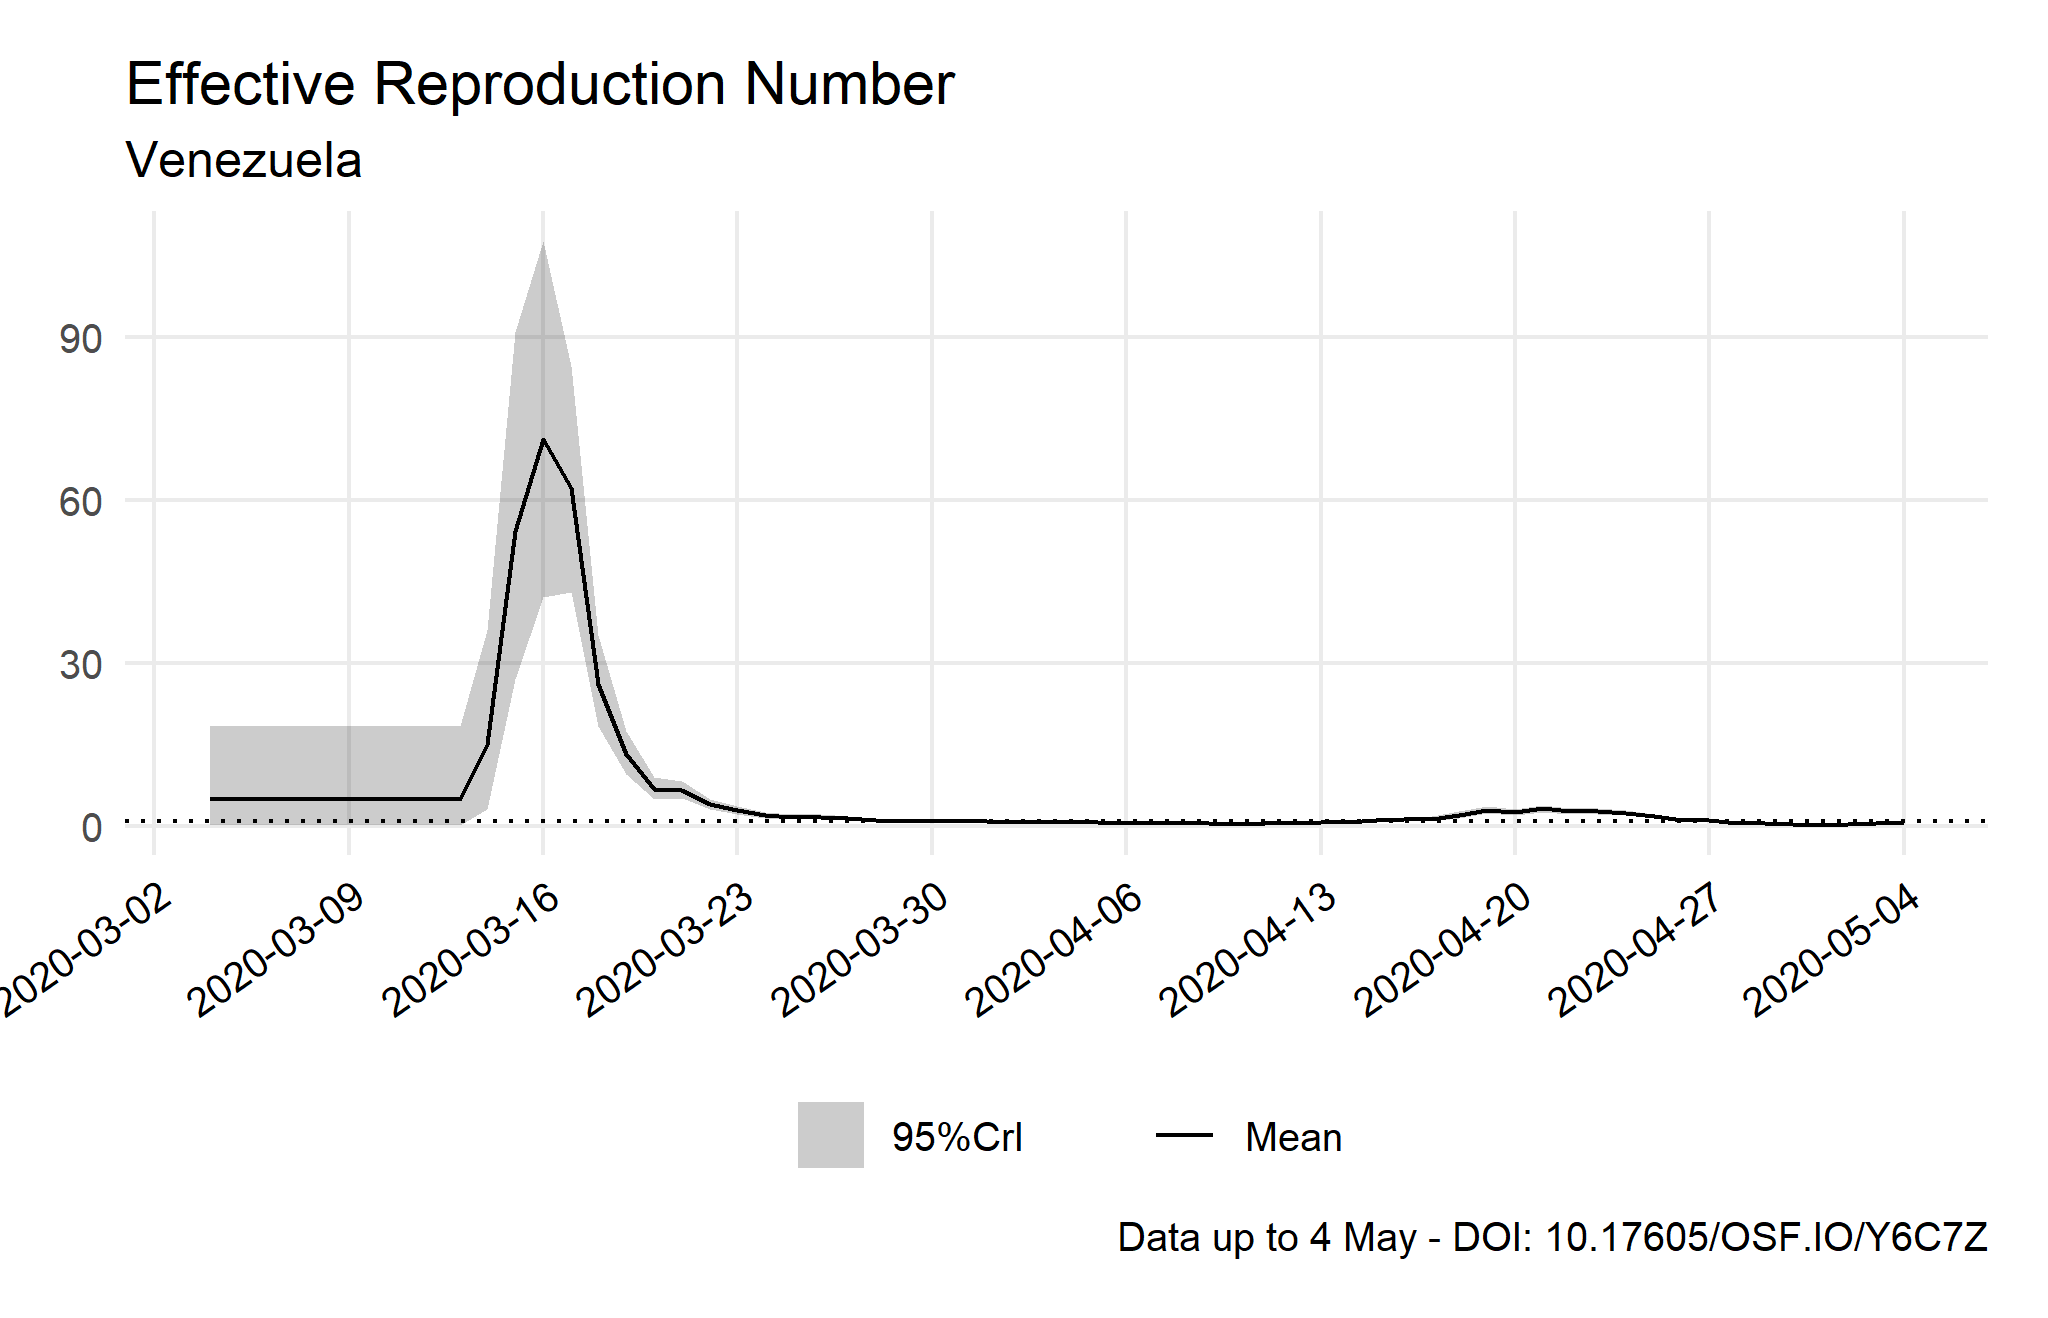 Effective Reproduction Number
Venezuela
90
60
30
0
2020-03-02
2020-03-09
2020-03-16
2020-03-23
2020-03-30
2020-04-06
2020-04-13
2020-04-20
2020-04-27
2020-05-04
95%CrI
Mean
Data up to 4 May - DOI: 10.17605/OSF.IO/Y6C7Z